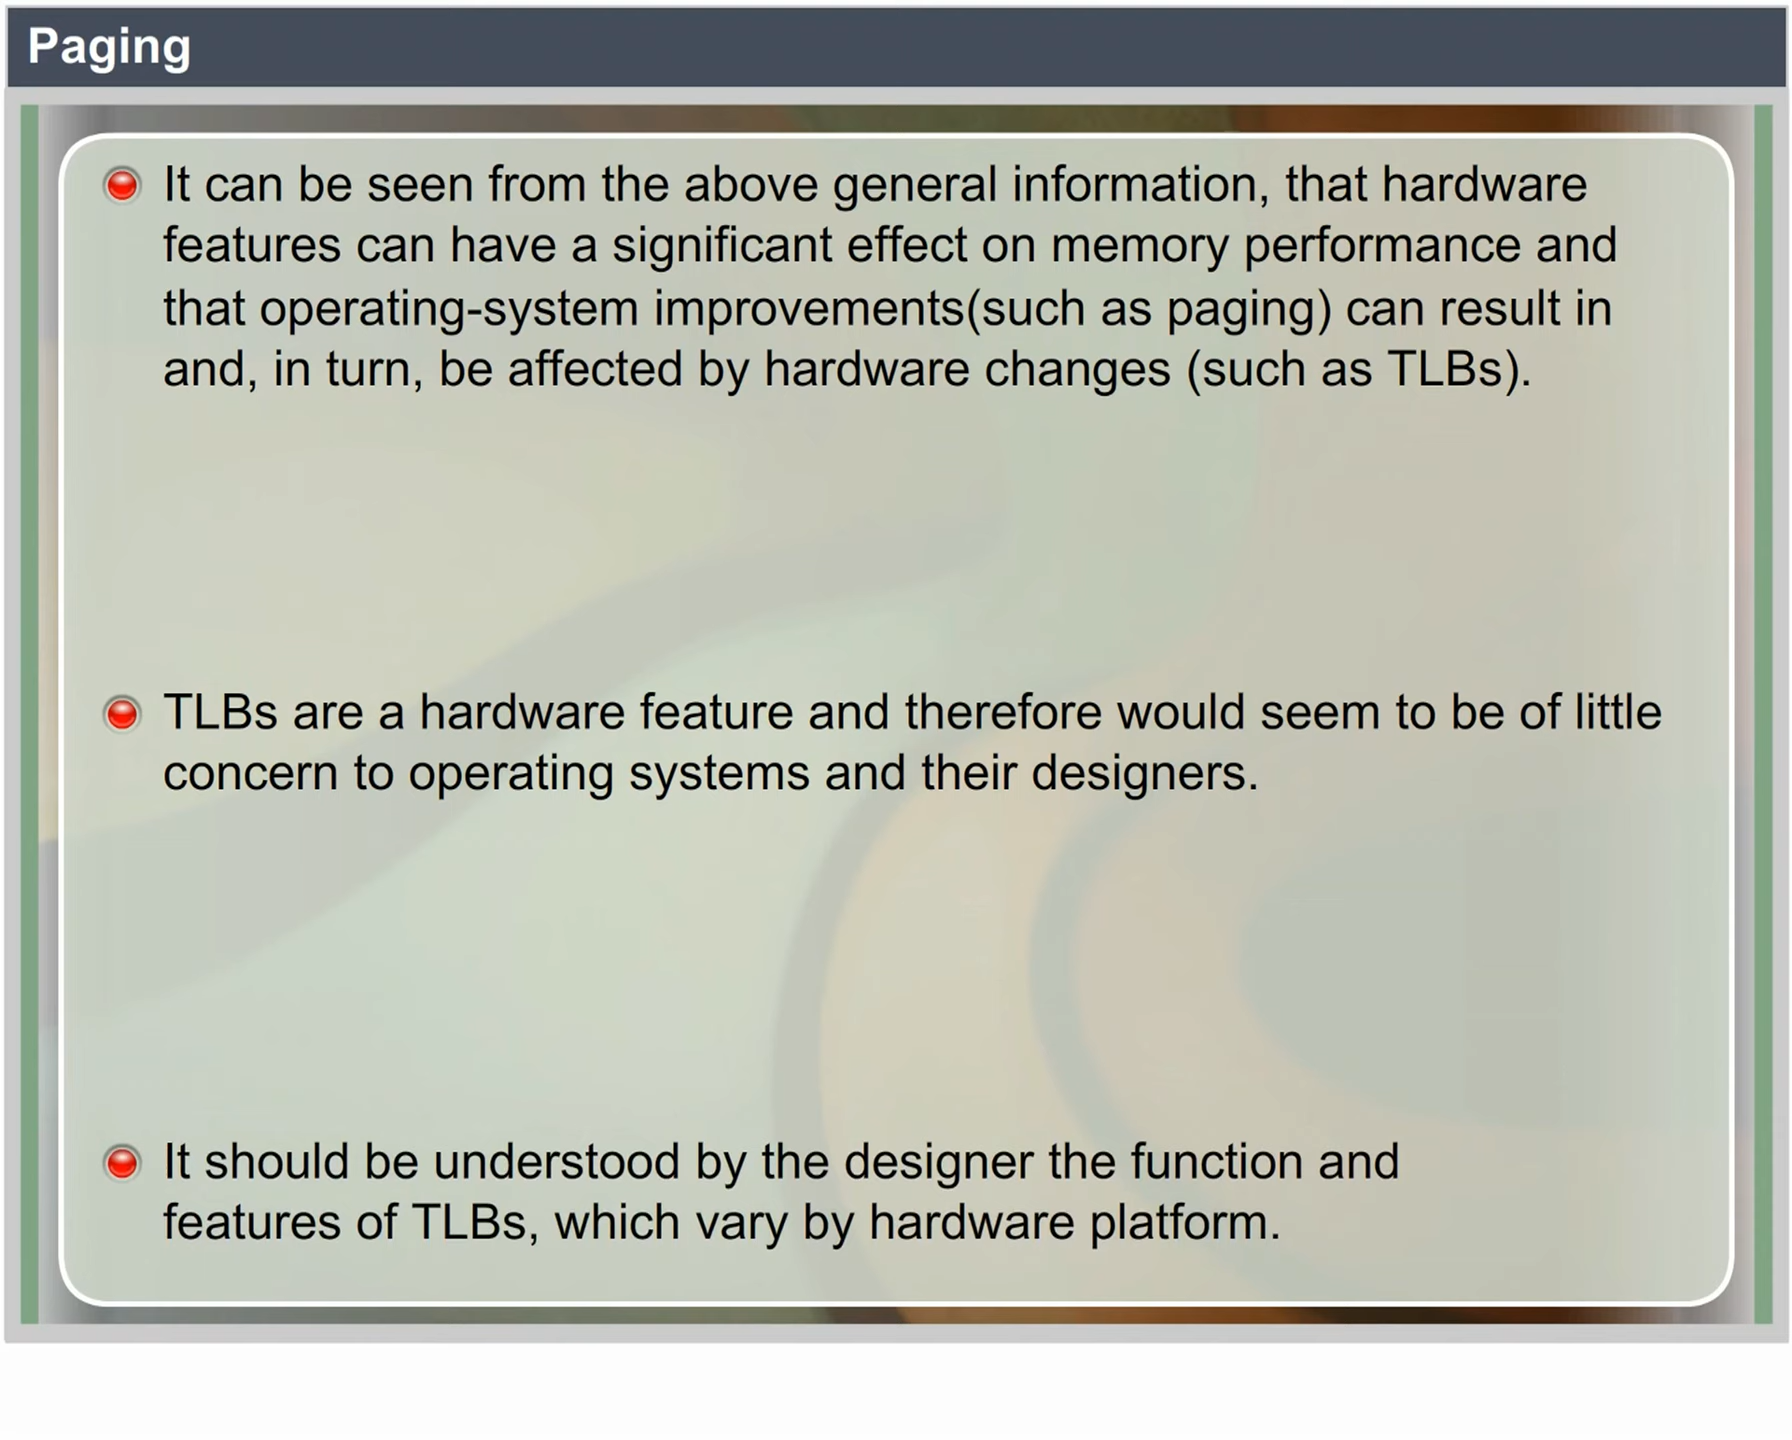 Paging
It can be seen from the above general information, that hardware
features can have a significant effect on memory performance and
that operating-system improvements(such as paging) can result in
and, in turn, be affected by hardware changes (such as TLBs).
TLBs are a hardware feature and therefore would seem to be of little
concern to operating systems and their designers.
It should be understood by the designer the function and
features of TLBs, which vary by hardware platform.